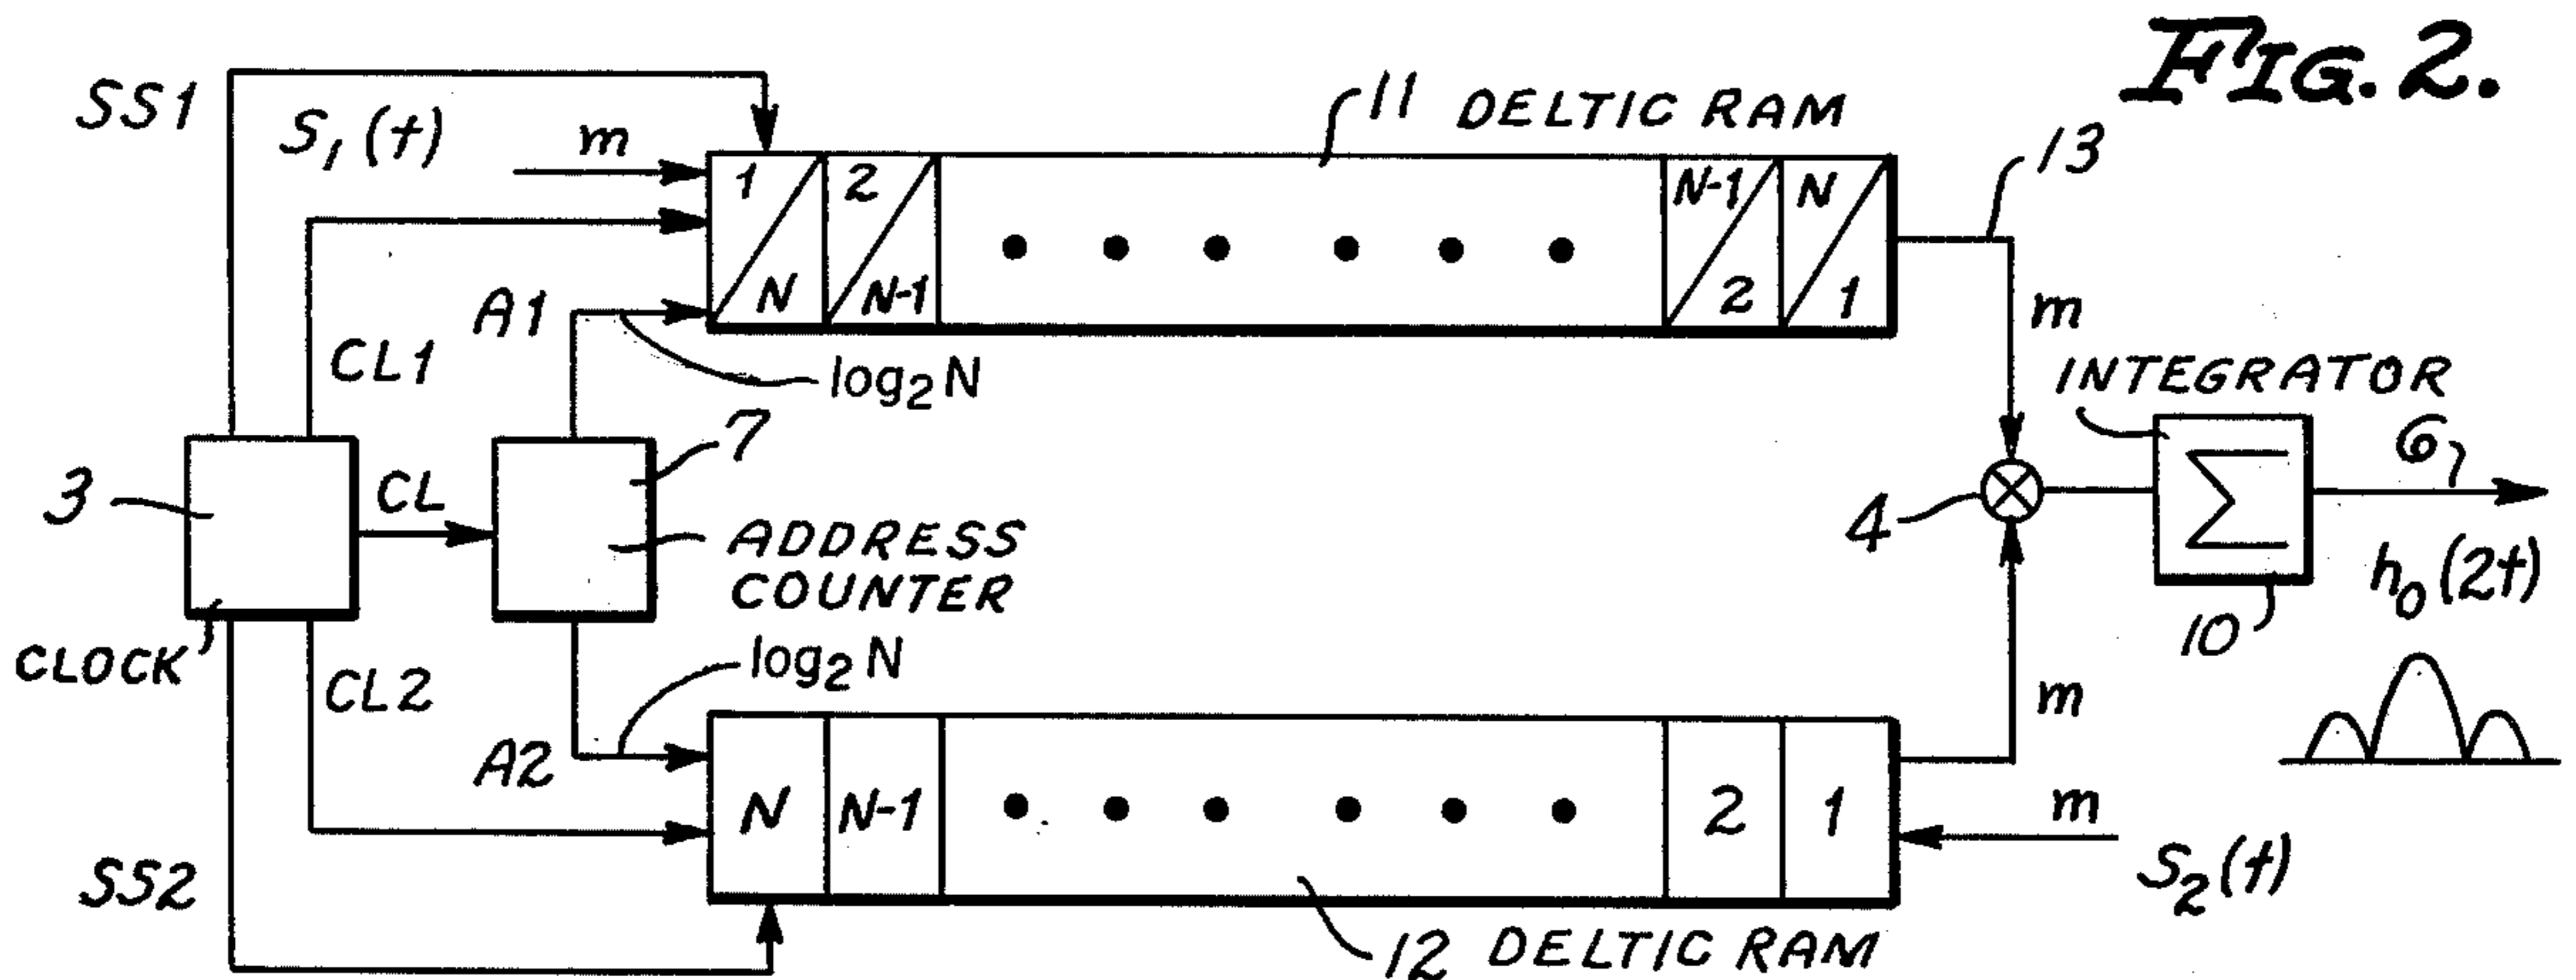 FIG. 2.
SS1
S₁(t)
m
11 DELTIC RAM
13
1
N
2
N-1
N-1
2
N
1
A1
m
CL1
log₂N
INTEGRATOR
7
6
3
CL
4
Σ
ADDRESS
COUNTER
h₀(2t)
CLOCK
10
log₂N
CL2
m
A2
N
N-1
2
1
m
SS2
S₂(t)
12 DELTIC RAM